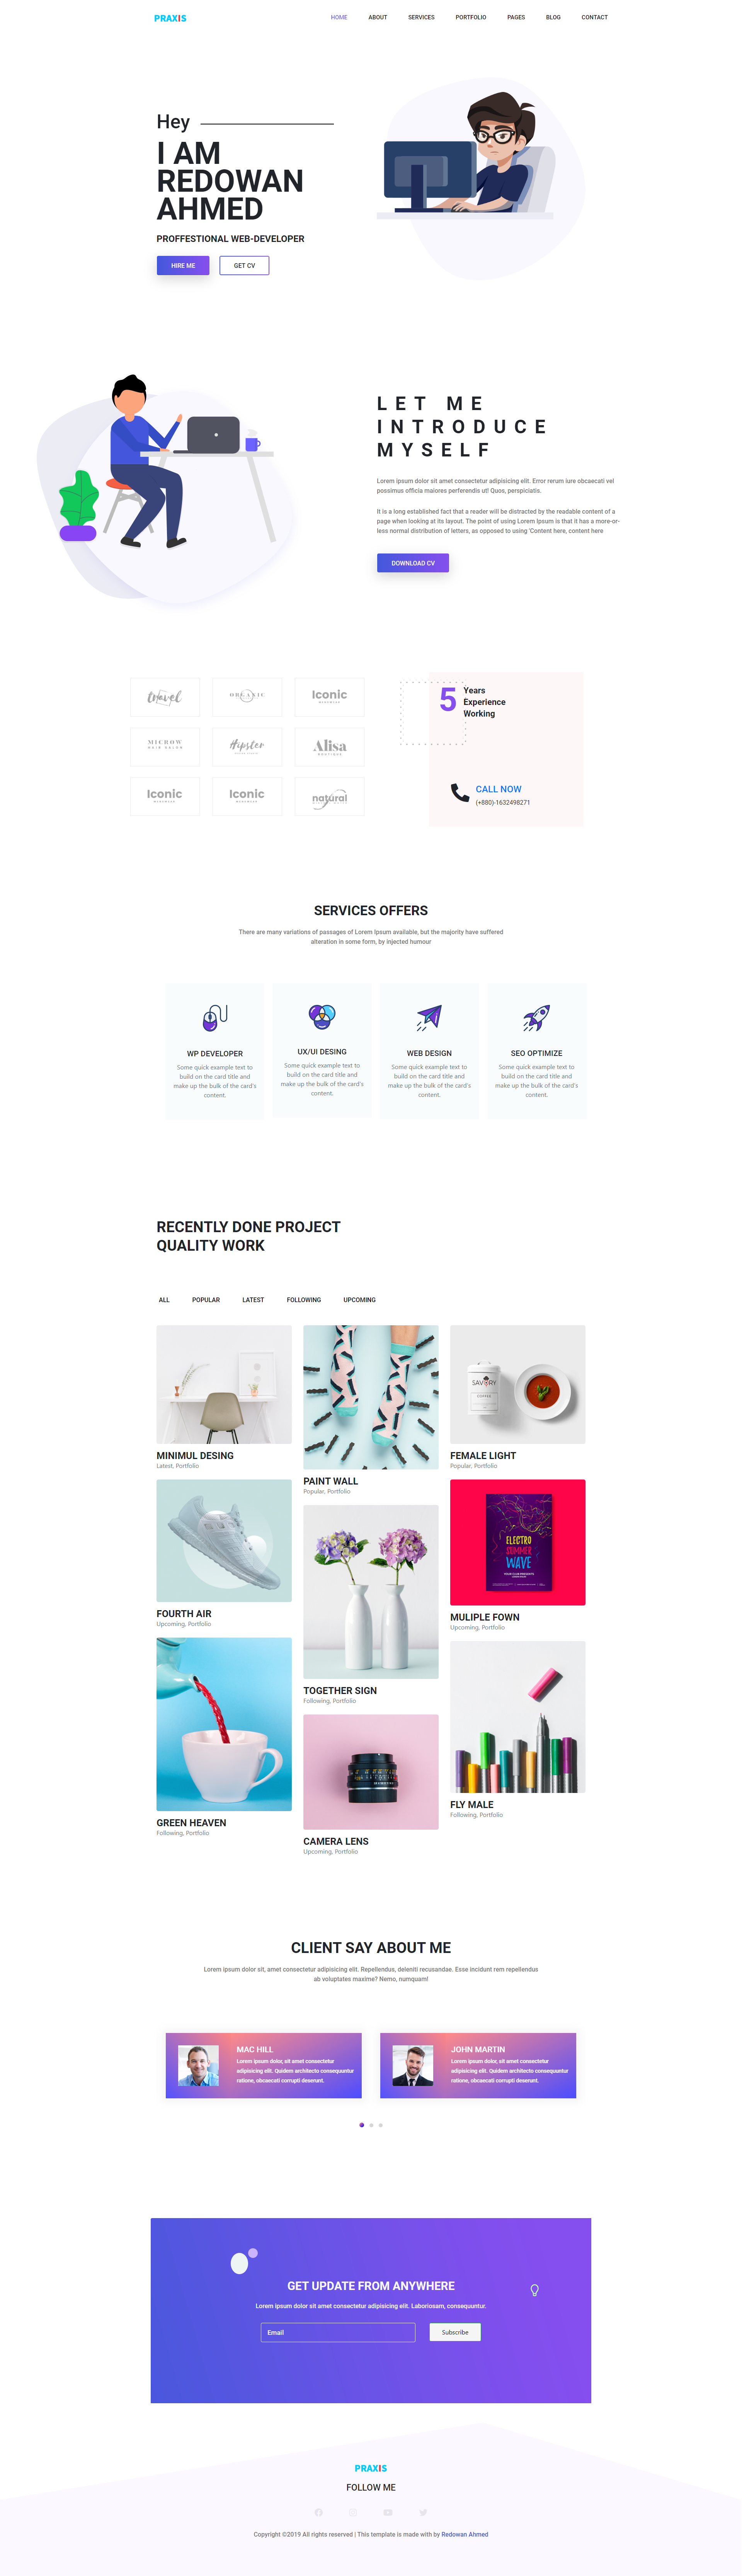 PRAXIS
HOME ABOUT SERVICES PORTFOLIO PAGES BLOG CONTACT
Hey
I AM
REDOWAN
AHMED
PROFFESTIONAL WEB-DEVELOPER
HIRE ME GET CV
LET ME
INTRODUCE
MYSELF
Lorem ipsum dolor sit amet consectetur adipisicing elit. Error rerum iure obcaecati vel
possimus officia maiores perferendis ut! Quos, perspiciatis.
It is a long established fact that a reader will be distracted by the readable content of a
page when looking at its layout. The point of using Lorem Ipsum is that it has a more-or-
less normal distribution of letters, as opposed to using 'Content here, content here
DOWNLOAD CV
travel
ORGANIC
Iconic
MICHOW
HAIR SALON
Hipster
Alisa
BOUTIQUE
Iconic
Iconic
natural
5
Years
Experience
Working
CALL NOW
(+880)-1632498271
SERVICES OFFERS
There are many variations of passages of Lorem Ipsum available, but the majority have suffered
alteration in some form, by injected humour
WP DEVELOPER
Some quick example text to
build on the card title and
make up the bulk of the card's
content.
UX/UI DESING
Some quick example text to
build on the card title and
make up the bulk of the card's
content.
WEB DESIGN
Some quick example text to
build on the card title and
make up the bulk of the card's
content.
SEO OPTIMIZE
Some quick example text to
build on the card title and
make up the bulk of the card's
content.
RECENTLY DONE PROJECT
QUALITY WORK
ALL POPULAR LATEST FOLLOWING UPCOMING
MINIMUL DESING
Latest, Portfolio
PAINT WALL
Popular, Portfolio
SAVORY
FEMALE LIGHT
Popular, Portfolio
FOURTH AIR
Upcoming, Portfolio
TOGETHER SIGN
Following, Portfolio
ELECTRO
SUMMER
WAVE
MULIPLE FOWN
Upcoming, Portfolio
GREEN HEAVEN
Following, Portfolio
CAMERA LENS
Upcoming, Portfolio
FLY MALE
Following, Portfolio
CLIENT SAY ABOUT ME
Lorem ipsum dolor sit, amet consectetur adipisicing elit. Repellendus, deleniti recusandae. Esse incidunt rem repellendus
ab voluptates maxime? Nemo, numquam!
MAC HILL
Lorem ipsum dolor, sit amet consectetur
adipisicing elit. Quidem architecto consequuntur
ratione, obcaecati corrupti deserunt.
JOHN MARTIN
Lorem ipsum dolor, sit amet consectetur
adipisicing elit. Quidem architecto consequuntur
ratione, obcaecati corrupti deserunt.
GET UPDATE FROM ANYWHERE
Lorem ipsum dolor sit amet consectetur adipisicing elit. Laboriosam, consequuntur.
Email Subscribe
PRAXIS
FOLLOW ME
Copyright ©2019 All rights reserved | This template is made with by Redowan Ahmed